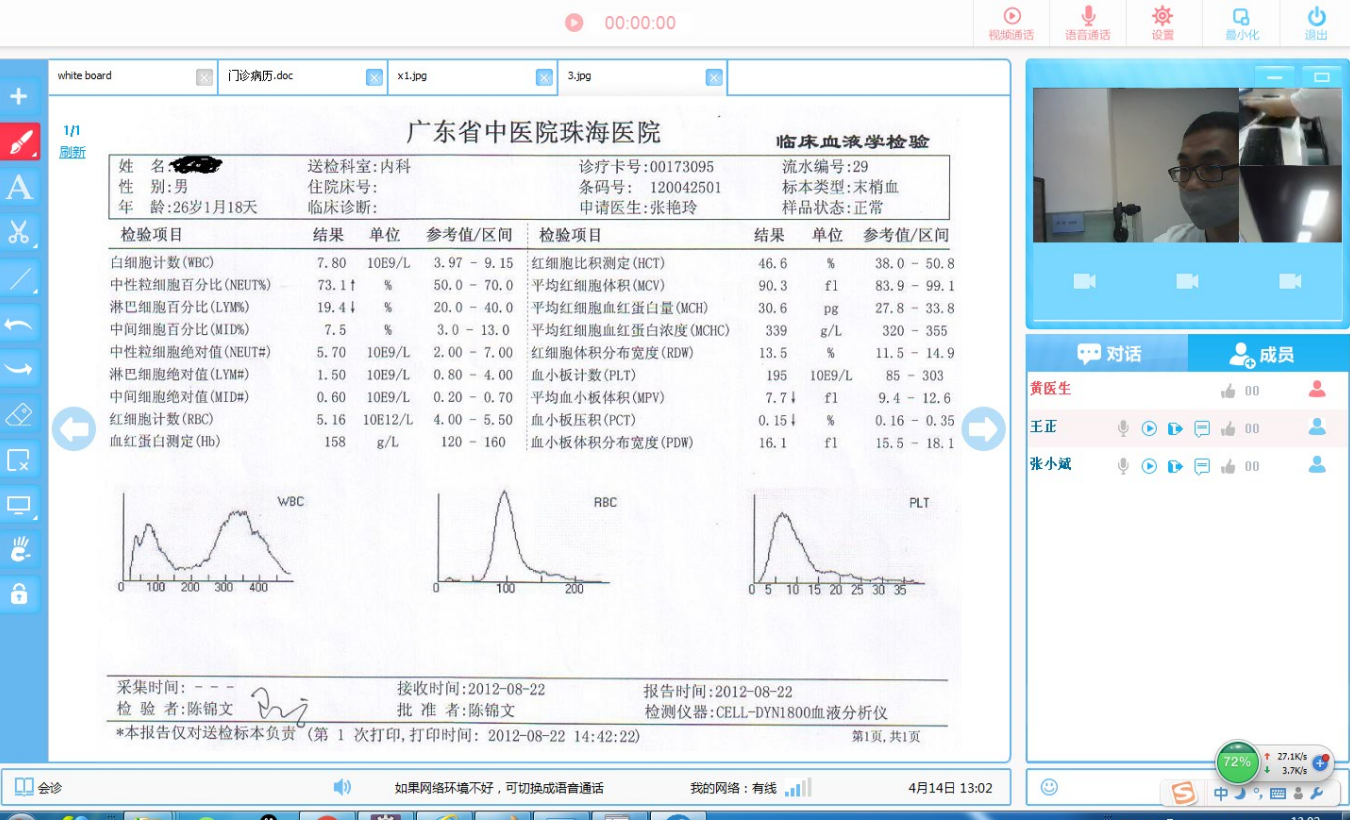 00:00:00
视频通话 语音通话 设置 最小化 退出
white board 门诊病历.doc x1.jpg 3.jpg
1/1
刷新
广东省中医院珠海医院
临床血液学检验
姓 名: 送检科室:内科 诊疗卡号:00173095 流水编号:29
性 别:男 住院床号: 条码号: 120042501 标本类型:末梢血
年 龄:26岁1月18天 临床诊断: 申请医生:张艳玲 样品状态:正常
检验项目 结果 单位 参考值/区间 检验项目 结果 单位 参考值/区间
白细胞计数(WBC) 7.80 10E9/L 3.97 - 9.15 红细胞比积测定(HCT) 46.6 % 38.0 - 50.8
中性粒细胞百分比(NEUT%) 73.1↑ % 50.0 - 70.0 平均红细胞体积(MCV) 90.3 fl 83.9 - 99.1
淋巴细胞百分比(LYM%) 19.4↓ % 20.0 - 40.0 平均红细胞血红蛋白量(MCH) 30.6 pg 27.8 - 33.8
中间细胞百分比(MID%) 7.5 % 3.0 - 13.0 平均红细胞血红蛋白浓度(MCHC) 339 g/L 320 - 355
中性粒细胞绝对值(NEUT#) 5.70 10E9/L 2.00 - 7.00 红细胞体积分布宽度(RDW) 13.5 % 11.5 - 14.9
淋巴细胞绝对值(LYM#) 1.50 10E9/L 0.80 - 4.00 血小板计数(PLT) 195 10E9/L 85 - 303
中间细胞绝对值(MID#) 0.60 10E9/L 0.20 - 0.70 平均血小板体积(MPV) 7.7↓ fl 9.4 - 12.6
红细胞计数(RBC) 5.16 10E12/L 4.00 - 5.50 血小板压积(PCT) 0.15↓ % 0.16 - 0.35
血红蛋白测定(Hb) 158 g/L 120 - 160 血小板体积分布宽度(PDW) 16.1 fl 15.5 - 18.1
WBC RBC PLT
0 100 200 300 400 0 100 200 0 5 10 15 20 25 30 35
采集时间: - - - 接收时间:2012-08-22 报告时间:2012-08-22
检 验 者:陈锦文 批 准 者:陈锦文 检测仪器:CELL-DYN1800血液分析仪
*本报告仅对送检标本负责 (第 1 次打印,打印时间: 2012-08-22 14:42:22) 第1页,共1页
对话 成员
黄医生 00
王正 00
张小斌 00
72% 27.1K/s
3.7K/s
会诊 如果网络环境不好，可切换成语音通话 我的网络：有线 4月14日 13:02
中